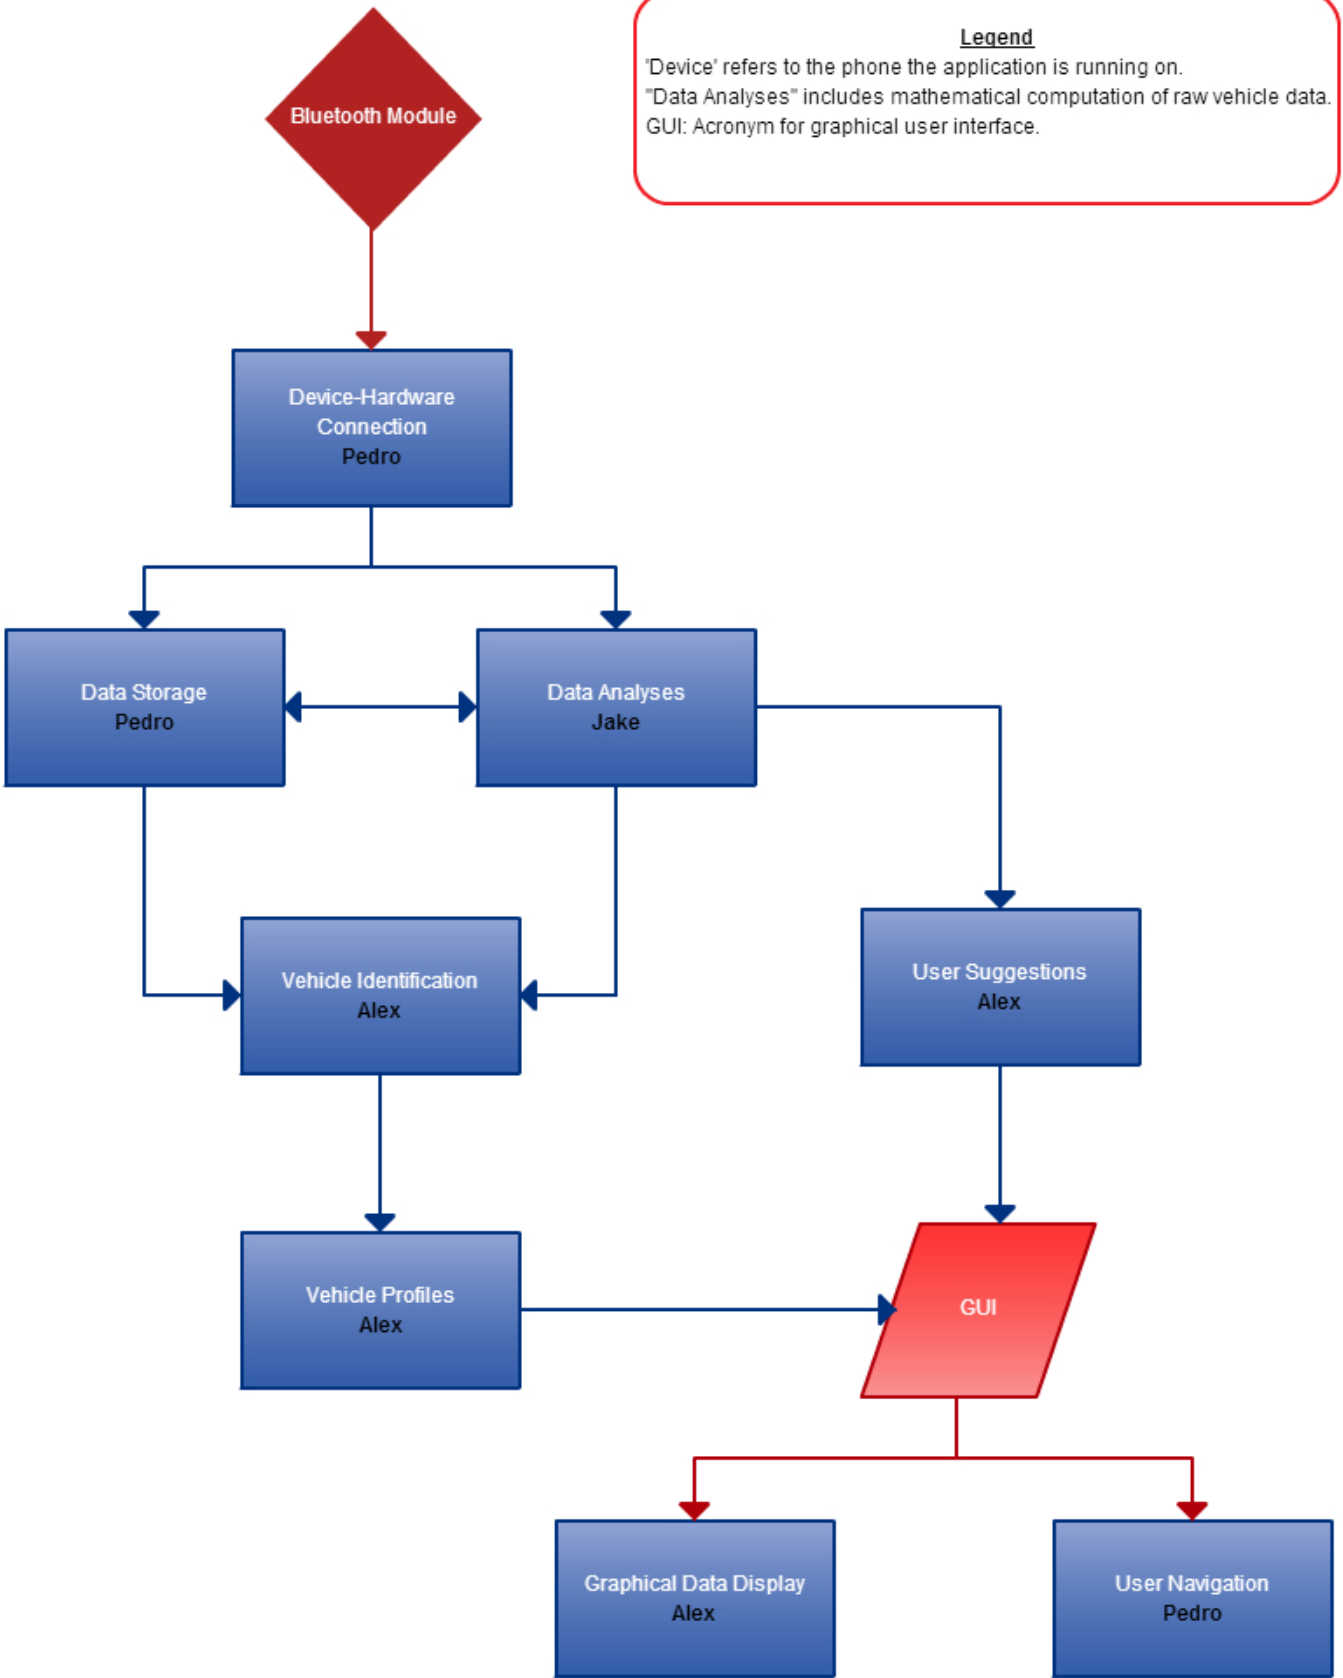 Legend
'Device' refers to the phone the application is running on.
"Data Analyses" includes mathematical computation of raw vehicle data.
GUI: Acronym for graphical user interface.
Bluetooth Module
Device-Hardware
Connection
Pedro
Data Storage
Pedro
Data Analyses
Jake
Vehicle Identification
Alex
User Suggestions
Alex
Vehicle Profiles
Alex
GUI
Graphical Data Display
Alex
User Navigation
Pedro